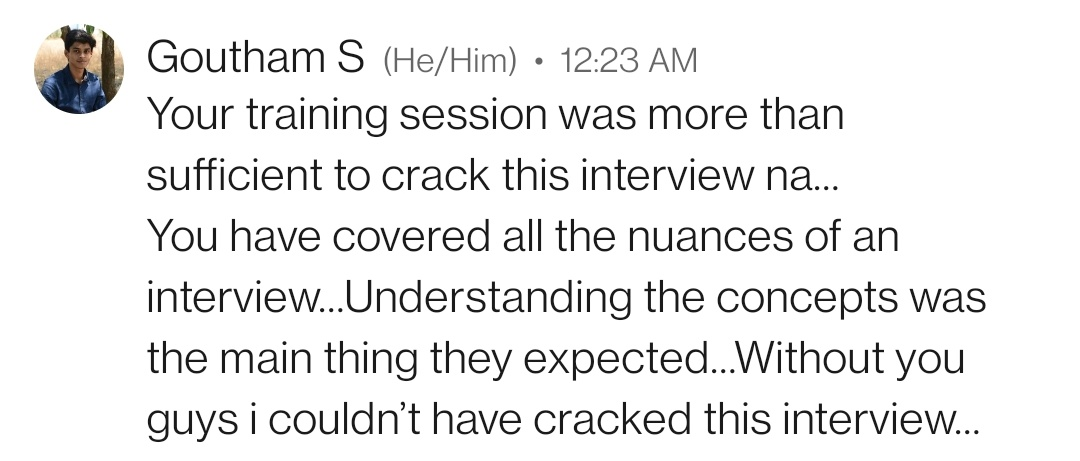 Goutham S (He/Him) • 12:23 AM
Your training session was more than
sufficient to crack this interview na...
You have covered all the nuances of an
interview...Understanding the concepts was
the main thing they expected...Without you
guys i couldn’t have cracked this interview...